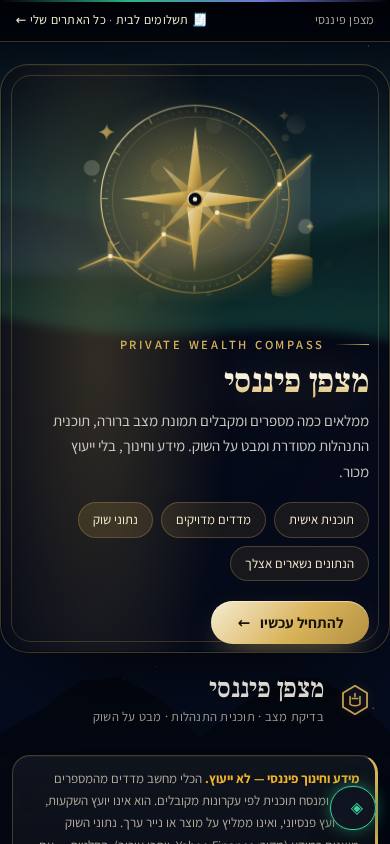 מצפן פיננסי
🧾 תשלומים לבית · כל האתרים שלי ←
PRIVATE WEALTH COMPASS
מצפן פיננסי
ממלאים כמה מספרים ומקבלים תמונת מצב ברורה, תוכנית
התנהלות מסודרת ומבט על השוק. מידע וחינוך, בלי ייעוץ
מכור.
תוכנית אישית
מדדים מדויקים
נתוני שוק
הנתונים נשארים אצלך
להתחיל עכשיו ←
מצפן פיננסי
בדיקת מצב · תוכנית התנהלות · מבט על השוק
מידע וחינוך פיננסי — לא ייעוץ. הכלי מחשב מדדים מהמספרים
ומנסח תוכנית לפי עקרונות מקובלים. הוא אינו יועץ השקעות,
יועץ פנסיוני, ואינו ממליץ על מוצר או נייר ערך. נתוני השוק